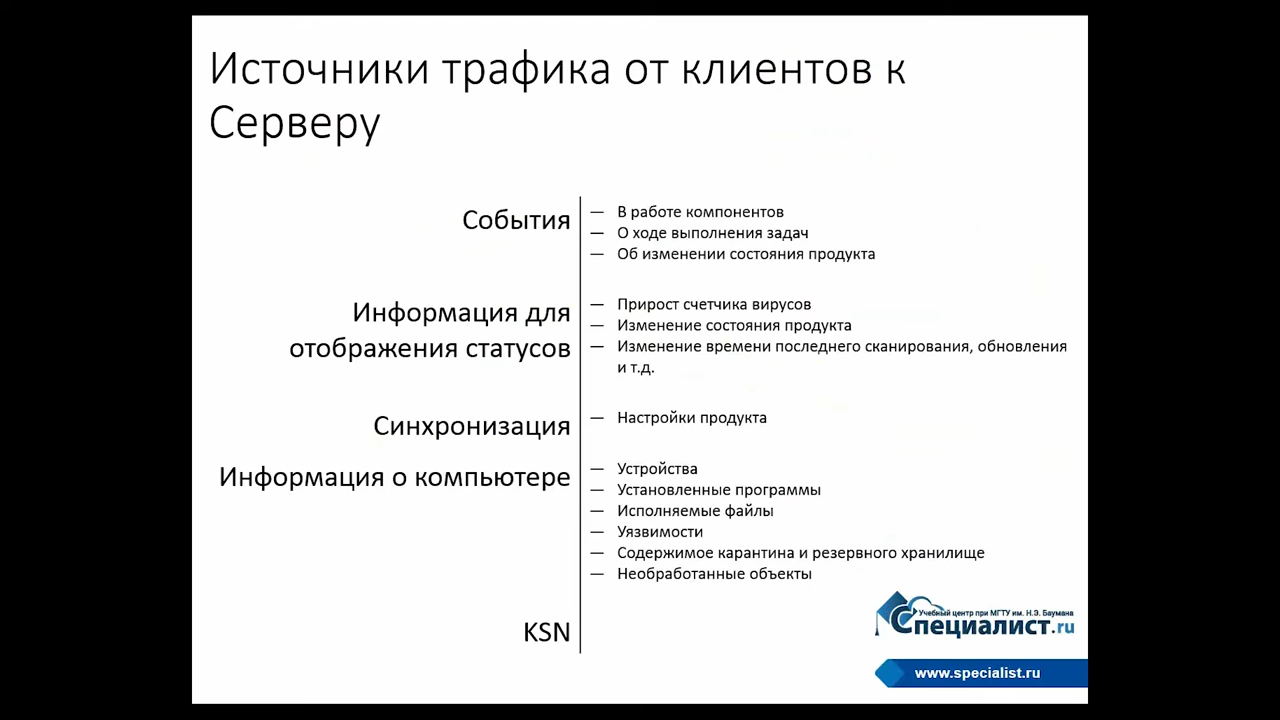 Источники трафика от клиентов к
Серверу
События
— В работе компонентов
— О ходе выполнения задач
— Об изменении состояния продукта
Информация для
отображения статусов
— Прирост счетчика вирусов
— Изменение состояния продукта
— Изменение времени последнего сканирования, обновления
и т.д.
Синхронизация
— Настройки продукта
Информация о компьютере
— Устройства
— Установленные программы
— Исполняемые файлы
— Уязвимости
— Содержимое карантина и резервного хранилище
— Необработанные объекты
KSN
Учебный центр при МГТУ им. Н.Э. Баумана
Специалист.ru
www.specialist.ru